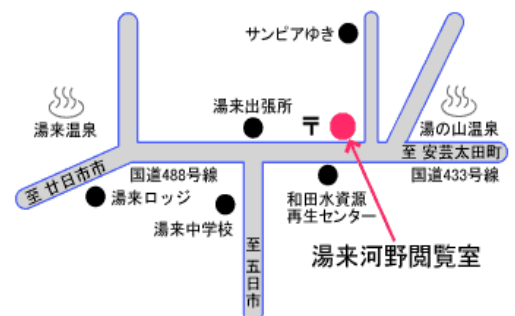 サンピアゆき
湯来出張所
〒
湯来温泉
湯の山温泉
至 安芸太田町
国道433号線
国道488号線
至 廿日市市
湯来ロッジ
湯来中学校
和田水資源
再生センター
至五日市
湯来河野閲覧室